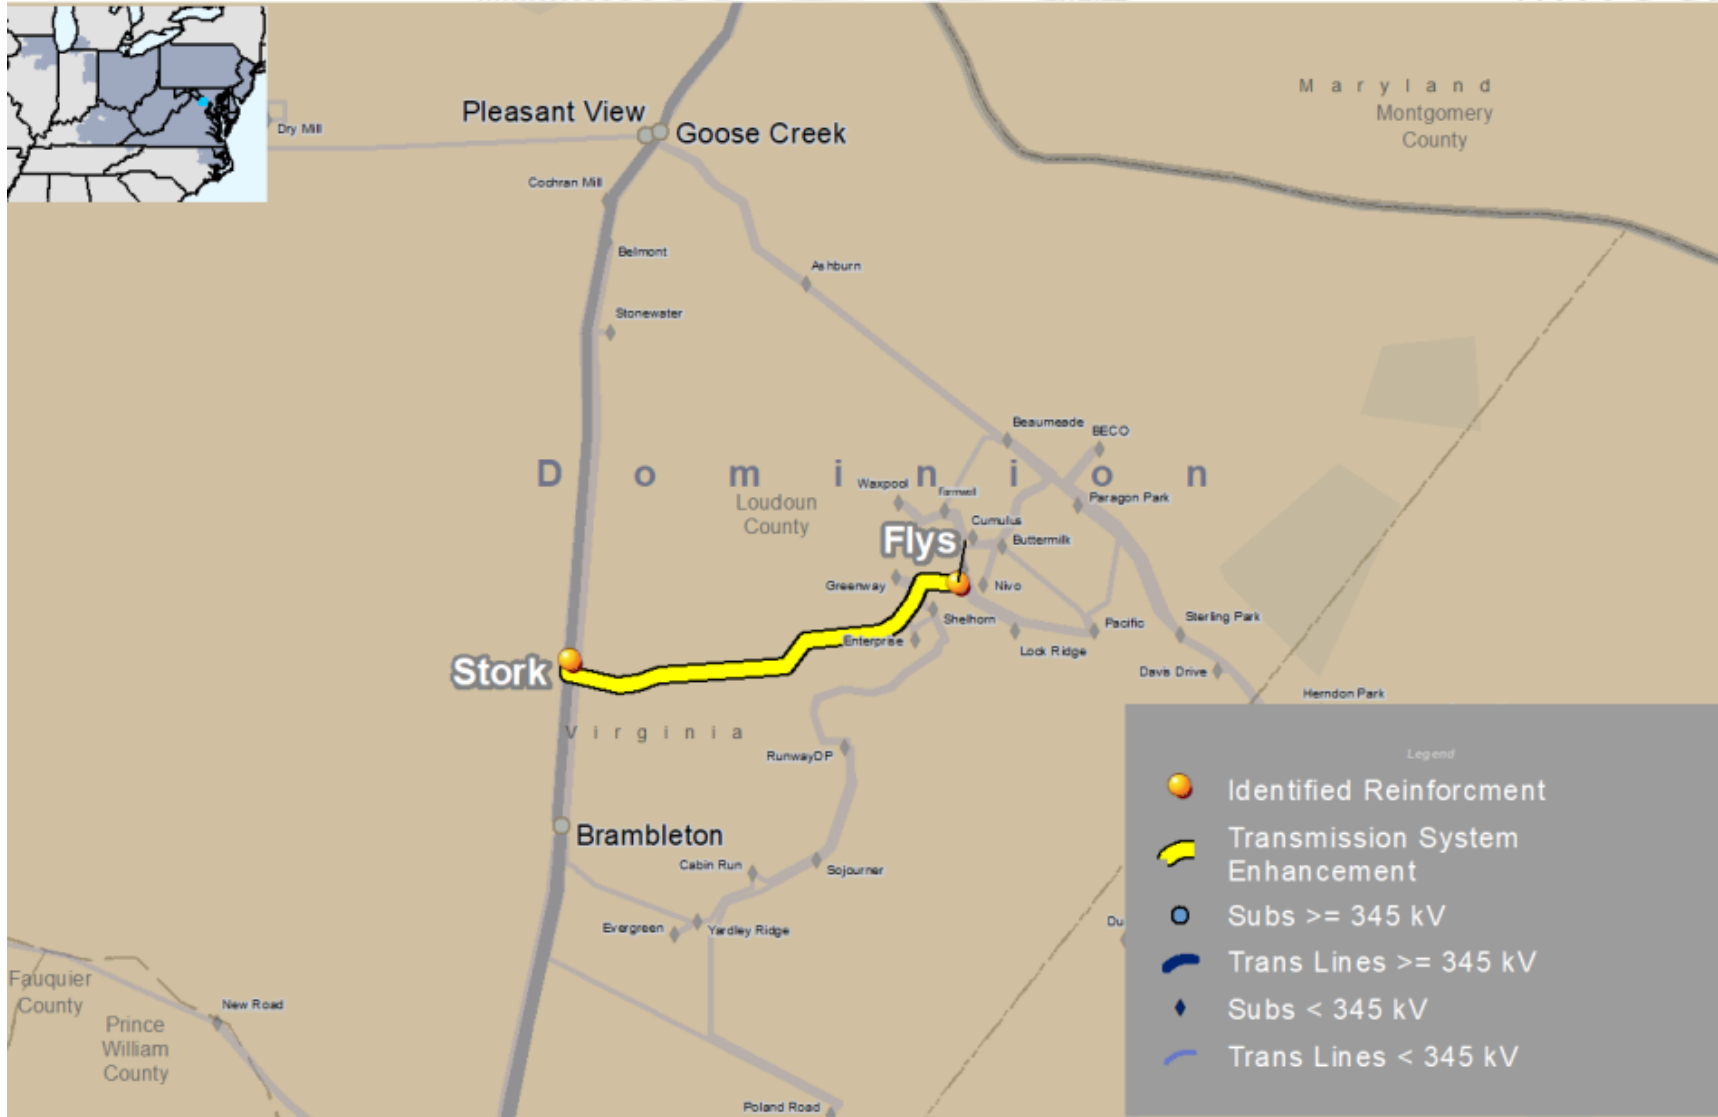 Maryland
Montgomery
County
Pleasant View
Goose Creek
Dry Mill
Cochran Mill
Belmont
Ashburn
Stonewater
Beaumeade
BECO
Dominion
Waxpool
Farmwell
Paragon Park
Loudoun
County
Cumulus
Flys
Buttermilk
Greenway
Nivo
Shelhorn
Pacific
Sterling Park
Enterprise
Lock Ridge
Stork
Davis Drive
Herndon Park
Virginia
RunwayDP
Brambleton
Cabin Run
Sojourner
Evergreen
Yardley Ridge
Du
Fauquier
County
New Road
Prince
William
County
Poland Road
Legend
Identified Reinforcment
Transmission System
Enhancement
Subs >= 345 kV
Trans Lines >= 345 kV
Subs < 345 kV
Trans Lines < 345 kV